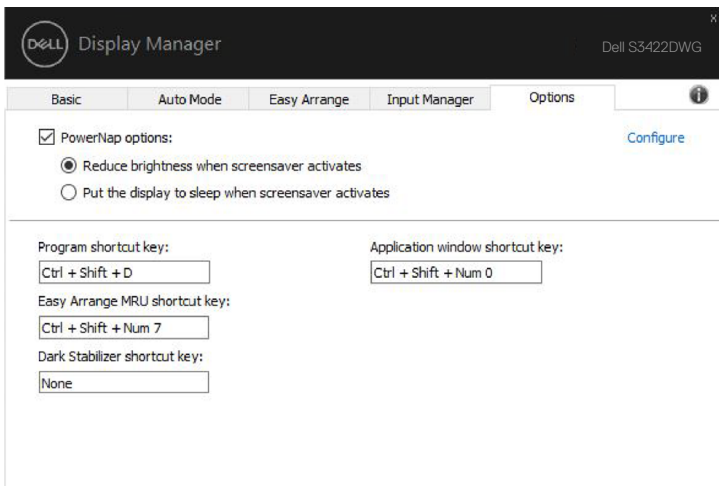 DELL Display Manager
X
Dell S3422DWG
Basic
Auto Mode
Easy Arrange
Input Manager
Options
i
PowerNap options:
Configure
Reduce brightness when screensaver activates
Put the display to sleep when screensaver activates
Program shortcut key:
Application window shortcut key:
Ctrl + Shift + D
Ctrl + Shift + Num 0
Easy Arrange MRU shortcut key:
Ctrl + Shift + Num 7
Dark Stabilizer shortcut key:
None